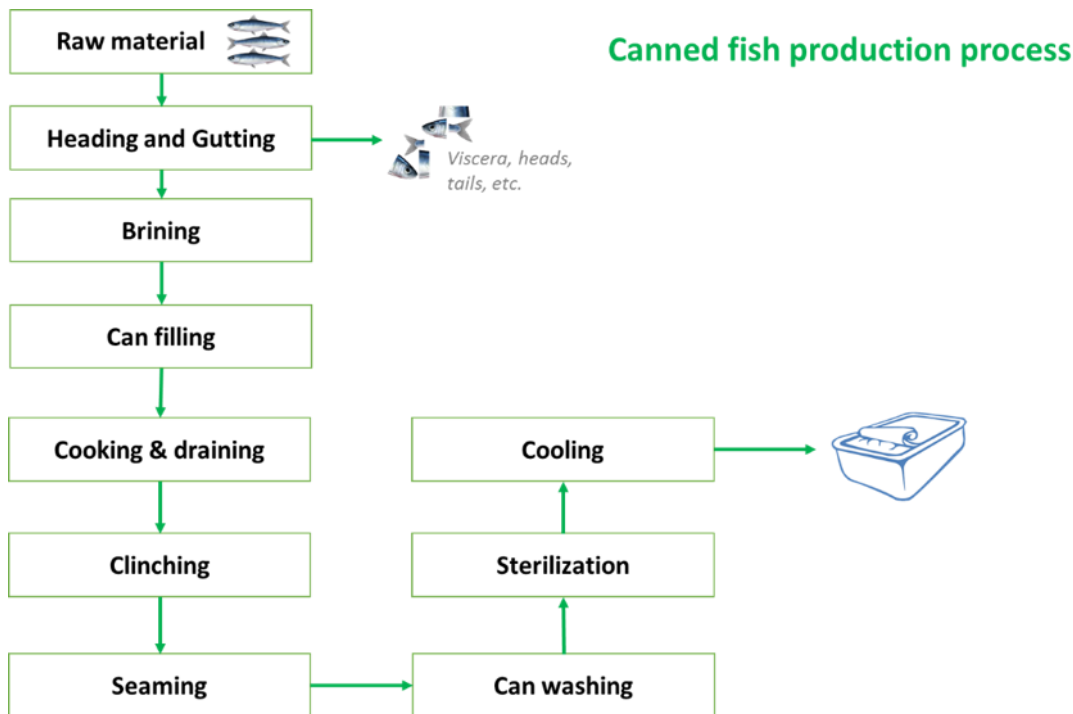 Canned fish production process
Raw material
Heading and Gutting
Viscera, heads,
tails, etc.
Brining
Can filling
Cooking & draining
Clinching
Seaming
Can washing
Sterilization
Cooling